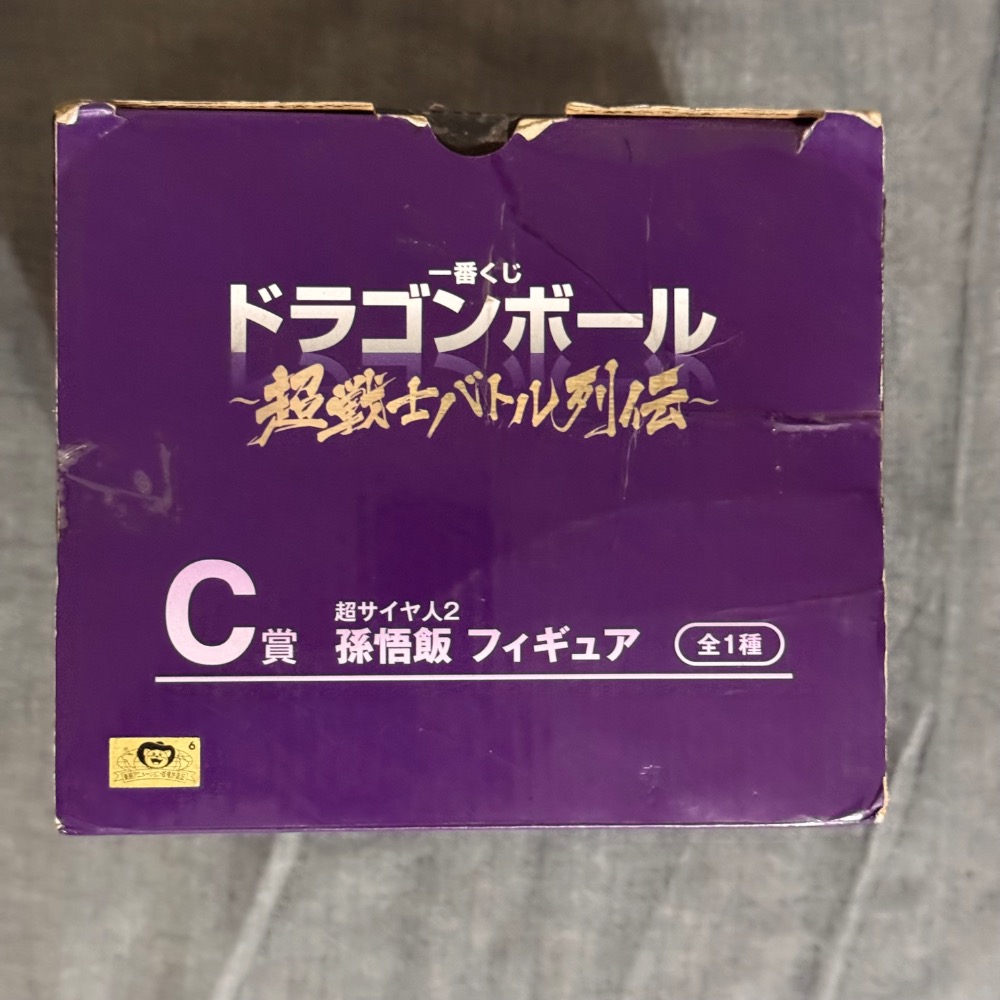 一番くじ
ドラゴンボール
~超戦士バトル列伝~
C賞
超サイヤ人2
孫悟飯 フィギュア
全1種
6